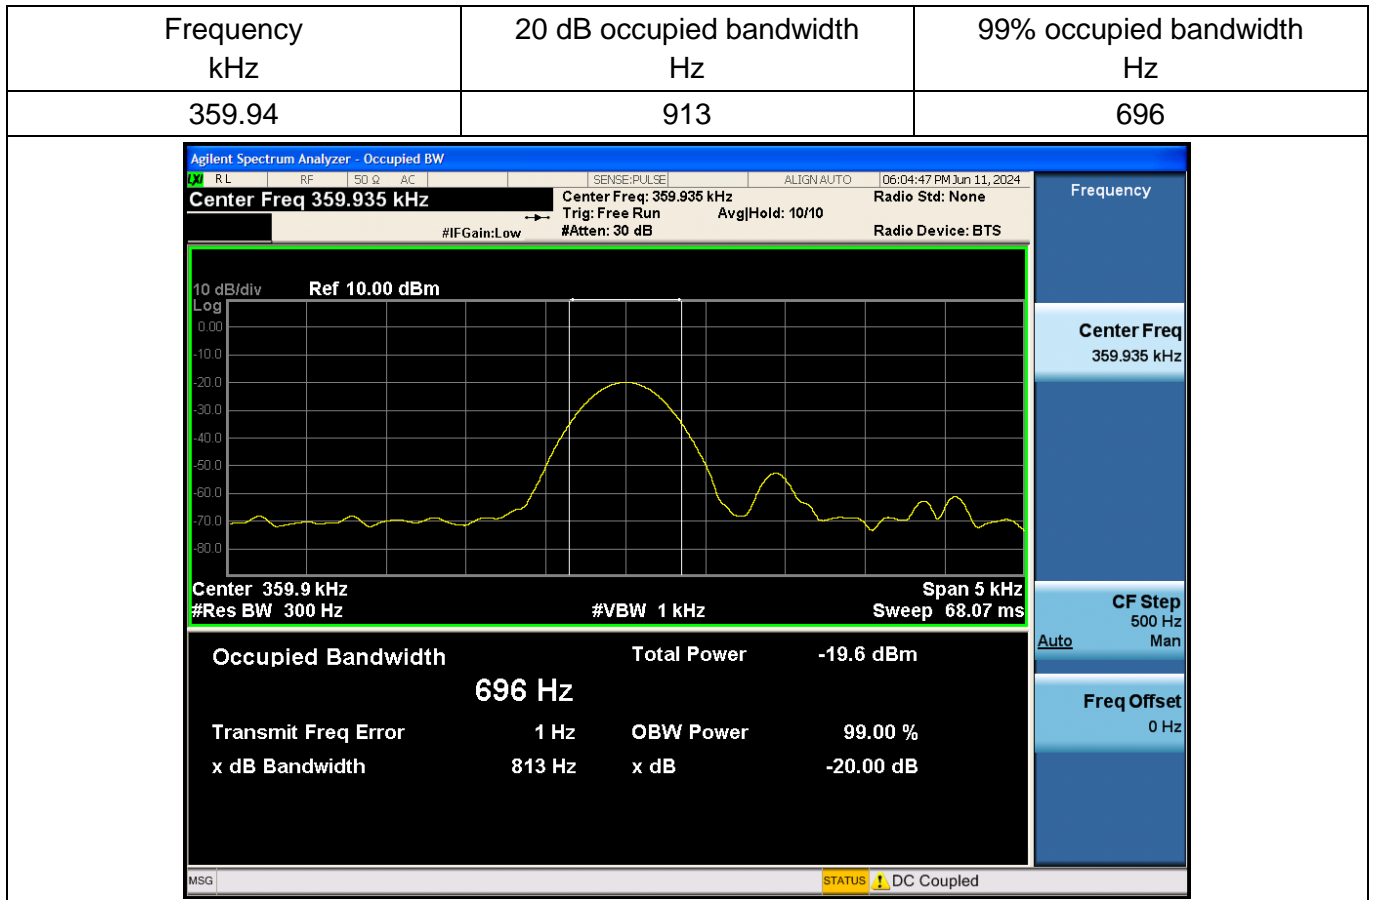 Frequency
kHz
20 dB occupied bandwidth
Hz
99% occupied bandwidth
Hz
359.94
913
696
Agilent Spectrum Analyzer - Occupied BW
LXI RL RF 50 Ω AC SENSE:PULSE ALIGN AUTO 06:04:47 PM Jun 11, 2024
Center Freq 359.935 kHz
Center Freq: 359.935 kHz Radio Std: None
Trig: Free Run Avg|Hold: 10/10
#IFGain:Low #Atten: 30 dB Radio Device: BTS
10 dB/div Ref 10.00 dBm
Log
0.00
-10.0
-20.0
-30.0
-40.0
-50.0
-60.0
-70.0
-80.0
Center 359.9 kHz Span 5 kHz
#Res BW 300 Hz #VBW 1 kHz Sweep 68.07 ms
Occupied Bandwidth Total Power -19.6 dBm
696 Hz
Transmit Freq Error 1 Hz OBW Power 99.00 %
x dB Bandwidth 813 Hz x dB -20.00 dB
Frequency
Center Freq
359.935 kHz
CF Step
500 Hz
Auto Man
Freq Offset
0 Hz
MSG STATUS ! DC Coupled